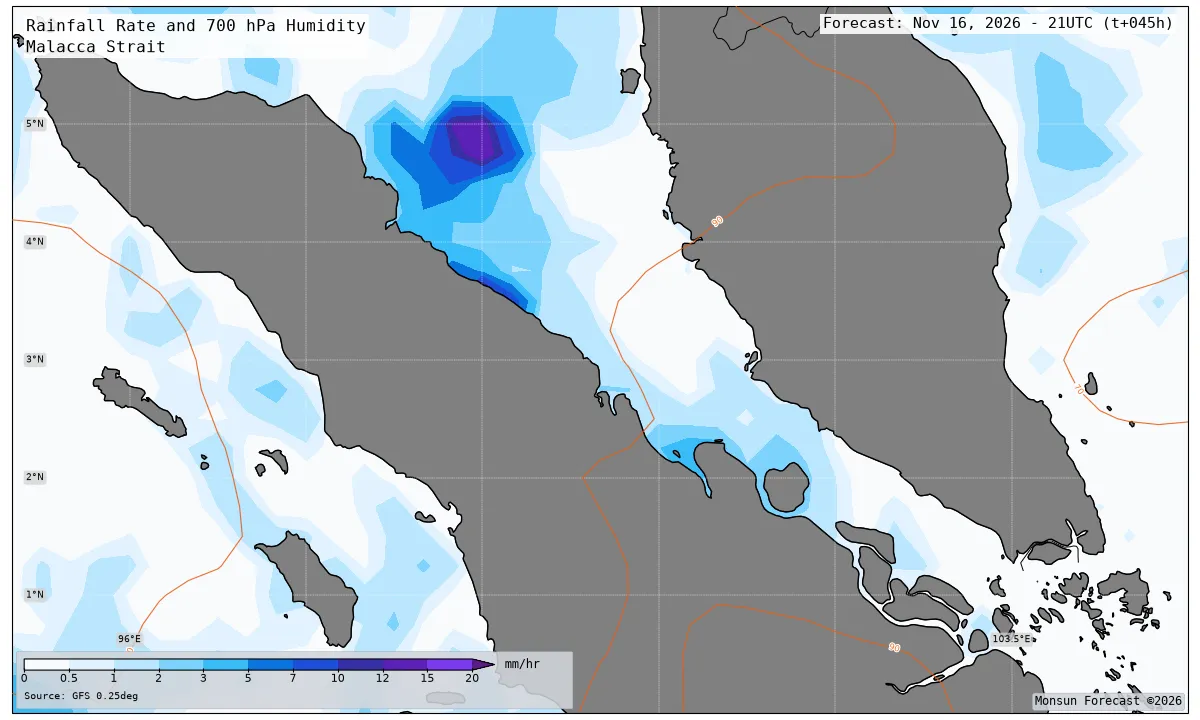 Rainfall Rate and 700 hPa Humidity
Malacca Strait
Forecast: Nov 16, 2026 - 21UTC (t+045h)
5°N
4°N
3°N
2°N
1°N
90
70
90
96°E
103.5°E
0 0.5 1 2 3 5 7 10 12 15 20
mm/hr
Source: GFS 0.25deg
Monsun Forecast ©2026